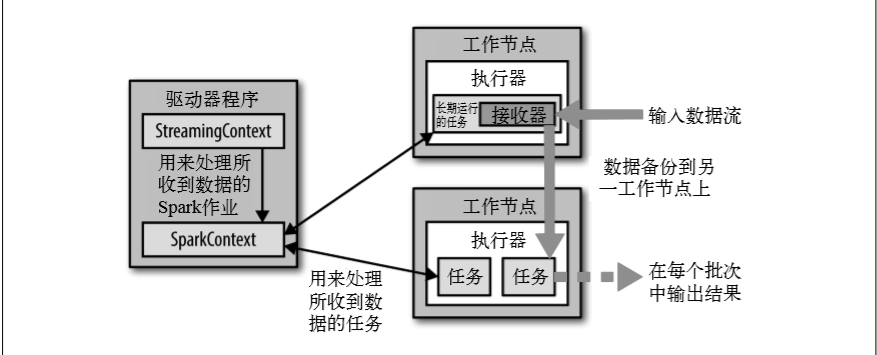 驱动器程序
StreamingContext
用来处理所
收到数据的
Spark作业
SparkContext
工作节点
执行器
长期运行
的任务
接收器
输入数据流
数据备份到另
一工作节点上
工作节点
执行器
任务
任务
用来处理
所收到数
据的任务
在每个批次
中输出结果